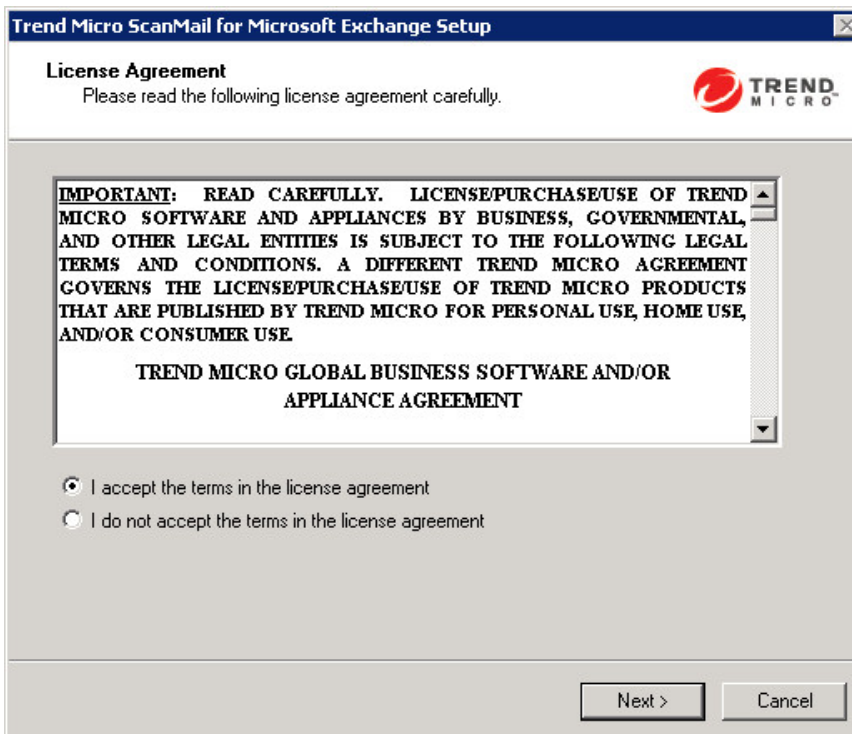 Trend Micro ScanMail for Microsoft Exchange Setup
License Agreement
Please read the following license agreement carefully.
TREND
MICRO
IMPORTANT: READ CAREFULLY. LICENSE/PURCHASE/USE OF TREND
MICRO SOFTWARE AND APPLIANCES BY BUSINESS, GOVERNMENTAL,
AND OTHER LEGAL ENTITIES IS SUBJECT TO THE FOLLOWING LEGAL
TERMS AND CONDITIONS. A DIFFERENT TREND MICRO AGREEMENT
GOVERNS THE LICENSE/PURCHASE/USE OF TREND MICRO PRODUCTS
THAT ARE PUBLISHED BY TREND MICRO FOR PERSONAL USE, HOME USE,
AND/OR CONSUMER USE.
TREND MICRO GLOBAL BUSINESS SOFTWARE AND/OR
APPLIANCE AGREEMENT
I accept the terms in the license agreement
I do not accept the terms in the license agreement
Next >
Cancel